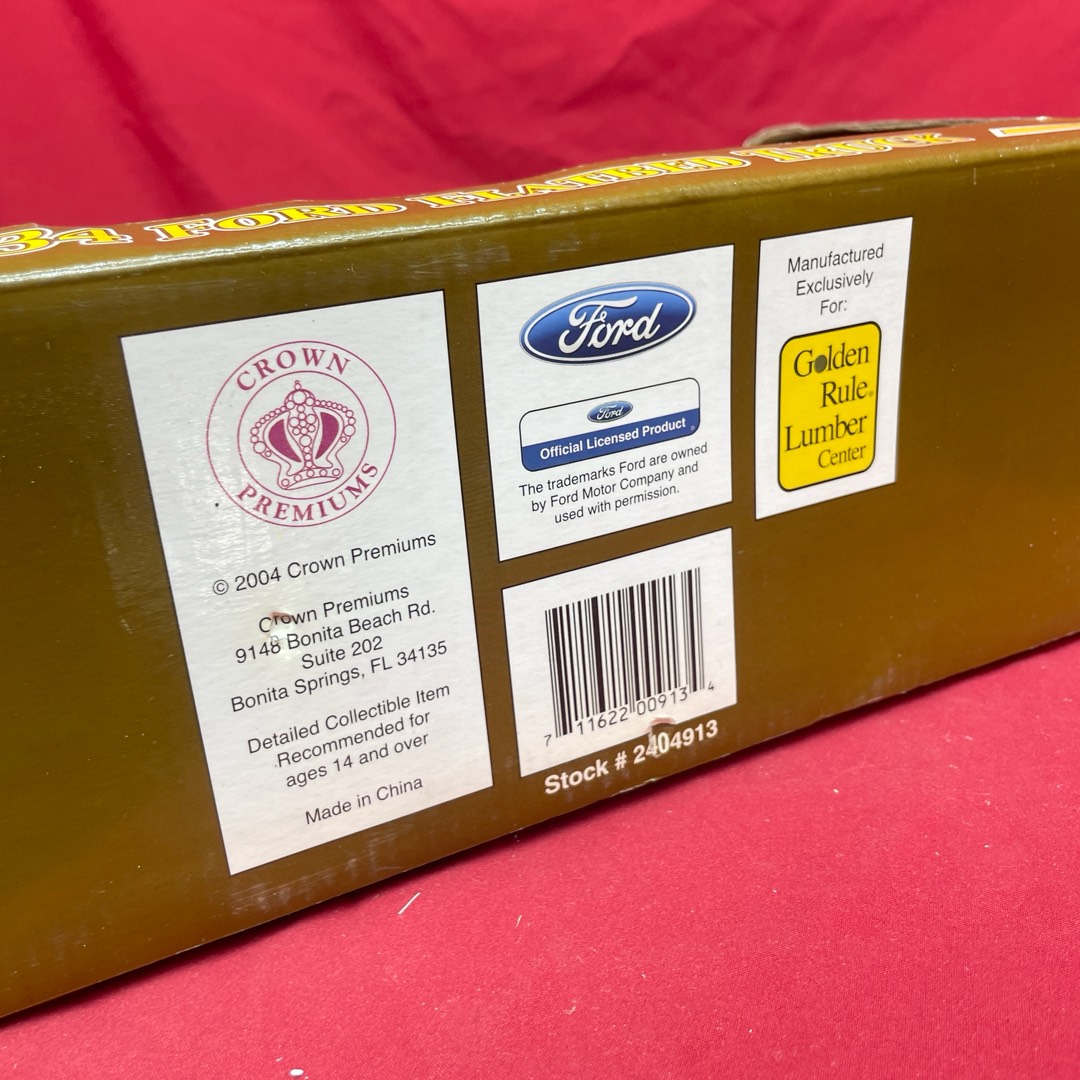 34 FORD FLATBED TRUCK
CROWN
PREMIUMS
© 2004 Crown Premiums
Crown Premiums
9148 Bonita Beach Rd.
Suite 202
Bonita Springs, FL 34135
Detailed Collectible Item
Recommended for
ages 14 and over
Made in China
Ford
Ford
Official Licensed Product
The trademarks Ford are owned
by Ford Motor Company and
used with permission.
7 11622 00913 4
Stock # 2404913
Manufactured
Exclusively
For:
Golden
Rule®
Lumber
Center